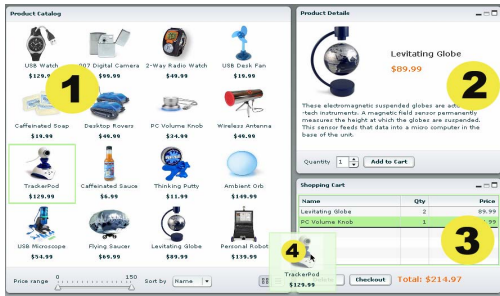 Product Catalog
USB Watch
$129.
007 Digital Camera
$99.99
2-Way Radio Watch
$49.99
USB Desk Fan
$19.99
1
Caffeinated Soap
$19.99
Desktop Rovers
$49.99
PC Volume Knob
$34.99
Wireless Antenna
$49.99
TrackerPod
$129.99
Caffeinated Sauce
$6.99
Thinking Putty
$11.99
Ambient Orb
$149.99
USB Microscope
$54.99
Flying Saucer
$69.99
Levitating Globe
$89.99
Personal Robot
$139.99
Price range
0
150
Sort by
Name
Product Details
Levitating Globe
$89.99
2
These electromagnetic suspended globes are
-tech instruments. A magnetic field sensor permanently
measures the height at which the globes are suspended.
This sensor feeds that data into a micro computer in the
base of the unit.
Quantity
1
Add to Cart
Shopping Cart
Name
Qty
Price
Levitating Globe
2
89.99
PC Volume Knob
1
.99
3
4
TrackerPod
$129.99
Checkout
Total: $214.97